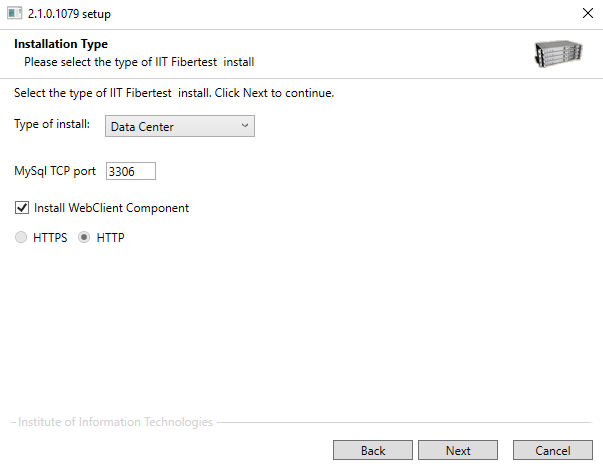 2.1.0.1079 setup
Installation Type
Please select the type of IIT Fibertest  install
Select the type of IIT Fibertest  install. Click Next to continue.
Type of install: Data Center
MySql TCP port 3306
Install WebClient Component
HTTPS HTTP
Institute of Information Technologies
Back Next Cancel